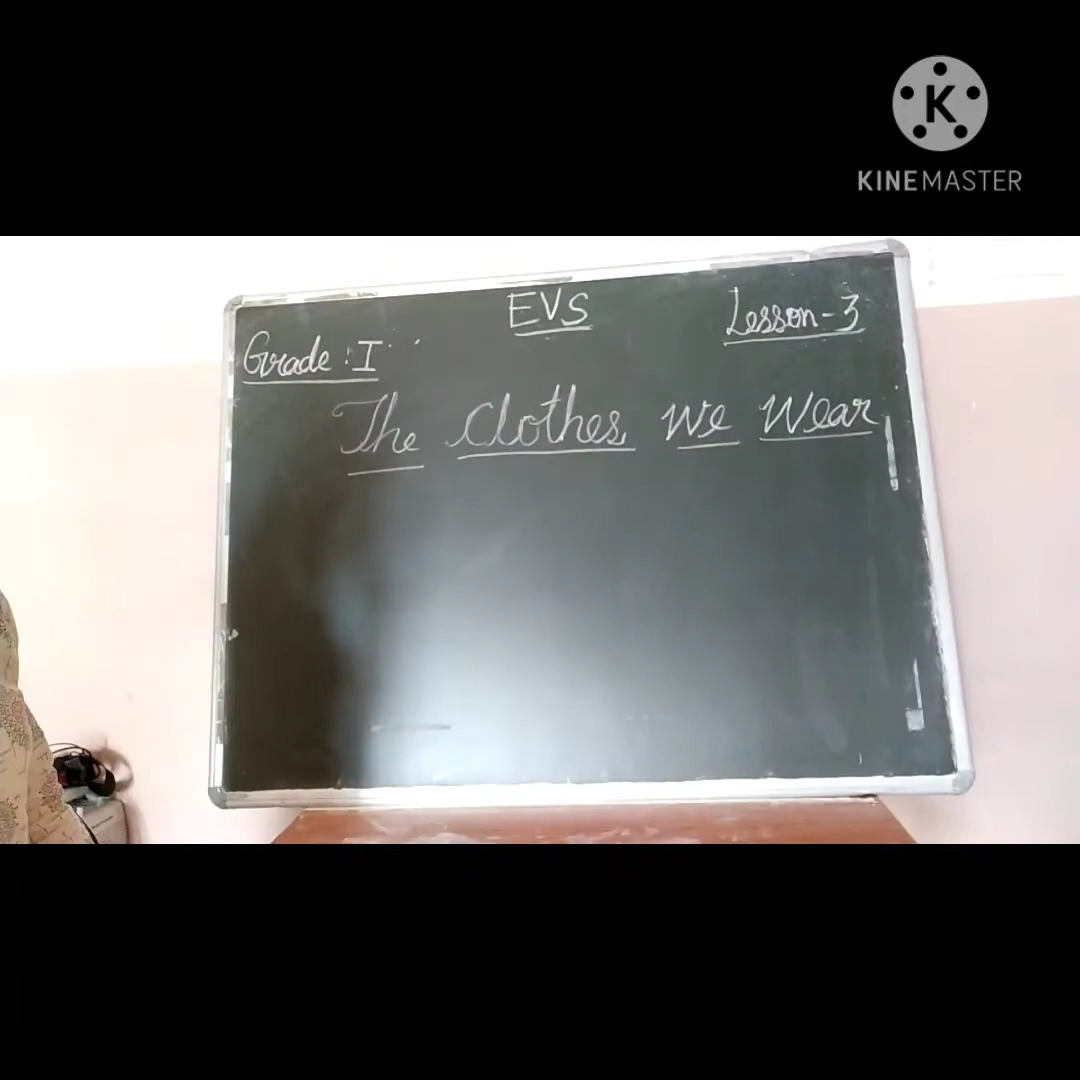 KINEMASTER
EVS
Lesson-3
Grade : I
The Clothes We Wear